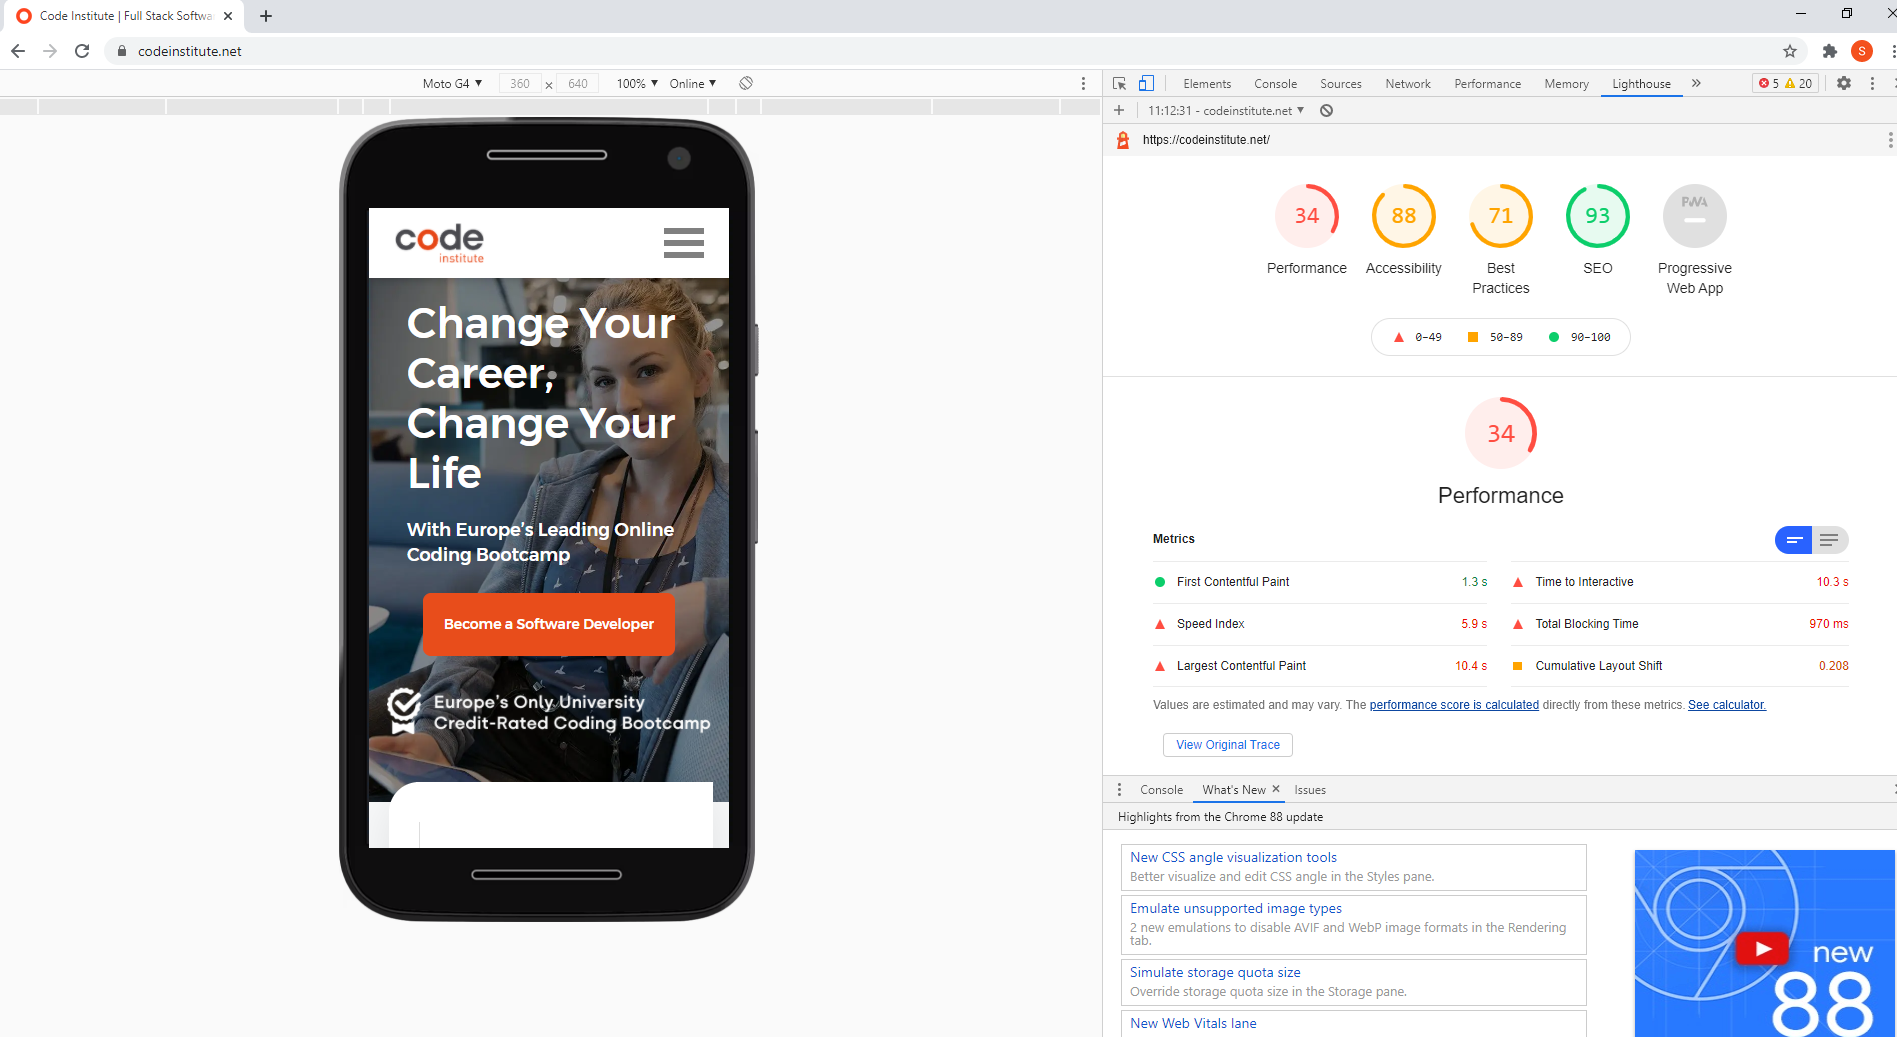 Code Institute | Full Stack Softwa
codeinstitute.net
S
Moto G4 360 x 640 100% Online
Elements Console Sources Network Performance Memory Lighthouse 5 20
11:12:31 - codeinstitute.net
https://codeinstitute.net/
34 88 71 93 PWA
Performance Accessibility Best Practices SEO Progressive Web App
0–49 50–89 90–100
34
Performance
Metrics
First Contentful Paint 1.3 s
Time to Interactive 10.3 s
Speed Index 5.9 s
Total Blocking Time 970 ms
Largest Contentful Paint 10.4 s
Cumulative Layout Shift 0.208
Values are estimated and may vary. The performance score is calculated directly from these metrics. See calculator.
View Original Trace
Console What's New Issues
Highlights from the Chrome 88 update
New CSS angle visualization tools
Better visualize and edit CSS angle in the Styles pane.
Emulate unsupported image types
2 new emulations to disable AVIF and WebP image formats in the Rendering
tab.
Simulate storage quota size
Override storage quota size in the Storage pane.
New Web Vitals lane
new
88
code
institute
Change Your
Career,
Change Your
Life
With Europe's Leading Online
Coding Bootcamp
Become a Software Developer
Europe's Only University
Credit-Rated Coding Bootcamp